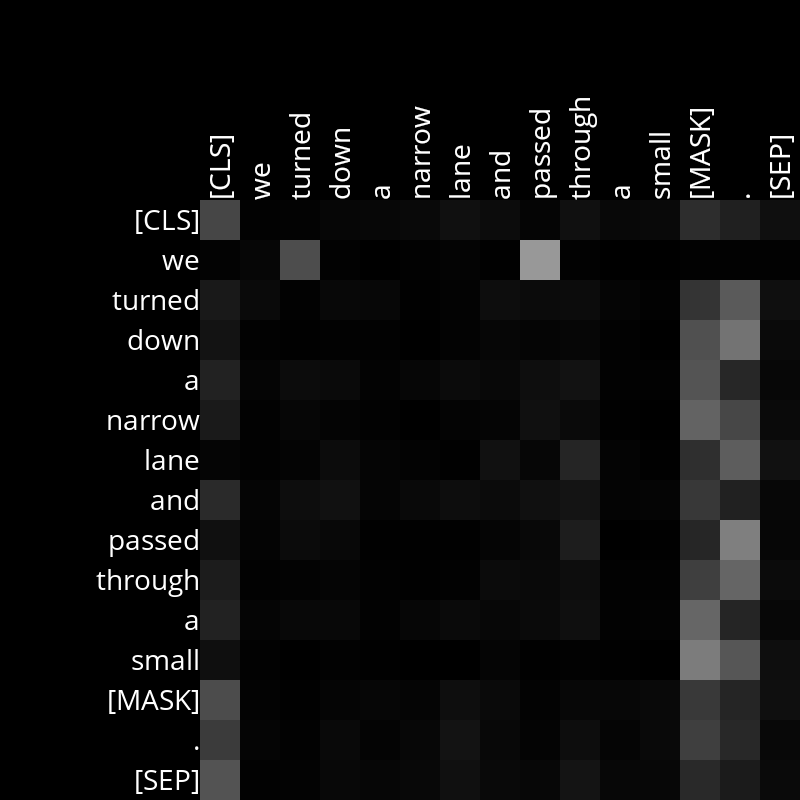 [CLS]
we
turned
down
a
narrow
lane
and
passed
through
a
small
[MASK]
.
[SEP]
[CLS]
we
turned
down
a
narrow
lane
and
passed
through
a
small
[MASK]
.
[SEP]